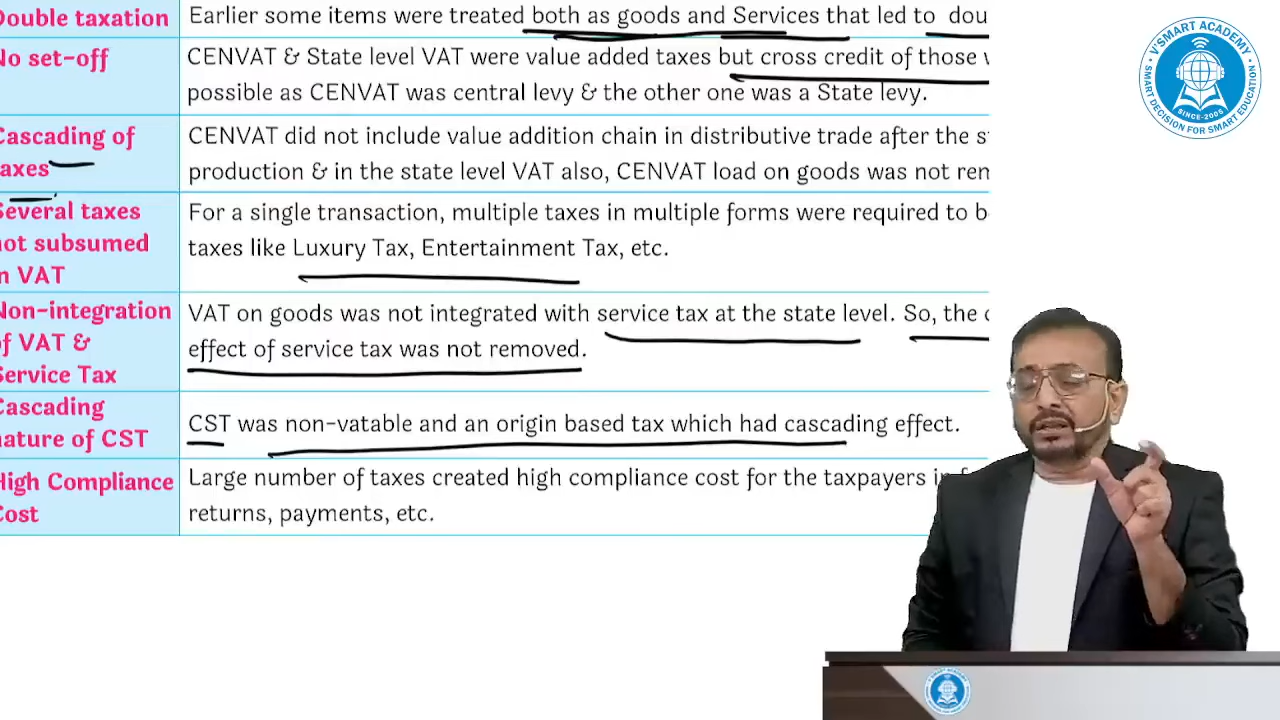 Double taxation
Earlier some items were treated both as goods and Services that led to
No set-off
CENVAT & State level VAT were value added taxes but cross credit of those
possible as CENVAT was central levy & the other one was a State levy.
Cascading of
taxes
CENVAT did not include value addition chain in distributive trade after the
production & in the state level VAT also, CENVAT load on goods was not
Several taxes
not subsumed
in VAT
For a single transaction, multiple taxes in multiple forms were required to
taxes like Luxury Tax, Entertainment Tax, etc.
Non-integration
of VAT &
Service Tax
VAT on goods was not integrated with service tax at the state level. So, the
effect of service tax was not removed.
Cascading
nature of CST
CST was non-vatable and an origin based tax which had cascading effect.
High Compliance
Cost
Large number of taxes created high compliance cost for the taxpayers
returns, payments, etc.
V'SMART ACADEMY
SINCE-2005
SMART DECISION FOR SMART EDUCATION